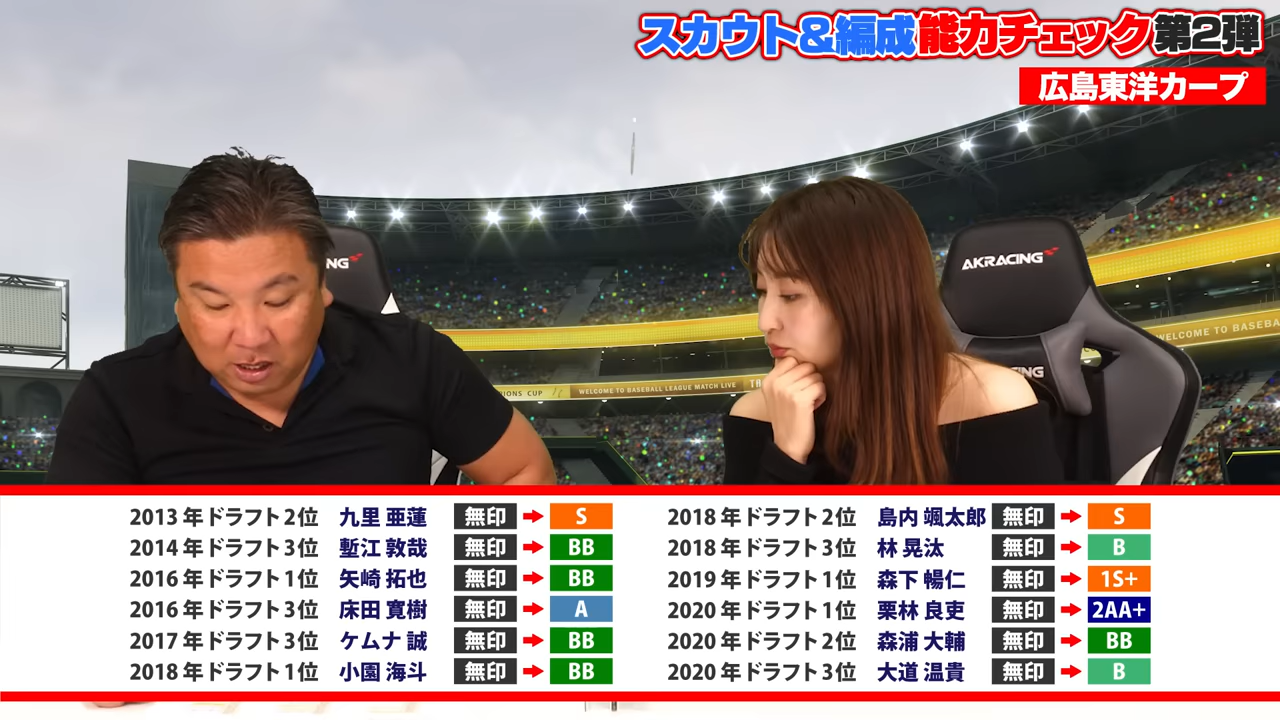 スカウト&編成能力チェック第2弾
広島東洋カープ
NG
AKRACING
WELCOME TO BASEBA
IONS CUP
WELCOME TO BASEBALL LEAGUE MATCH LIVE
NG
2013年ドラフト2位 九里 亜蓮 無印 → S
2014年ドラフト3位 塹江 敦哉 無印 → BB
2016年ドラフト1位 矢崎 拓也 無印 → BB
2016年ドラフト3位 床田 寛樹 無印 → A
2017年ドラフト3位 ケムナ 誠 無印 → BB
2018年ドラフト1位 小園 海斗 無印 → BB
2018年ドラフト2位 島内 颯太郎 無印 → S
2018年ドラフト3位 林 晃汰 無印 → B
2019年ドラフト1位 森下 暢仁 無印 → 1S+
2020年ドラフト1位 栗林 良吏 無印 → 2AA+
2020年ドラフト2位 森浦 大輔 無印 → BB
2020年ドラフト3位 大道 温貴 無印 → B